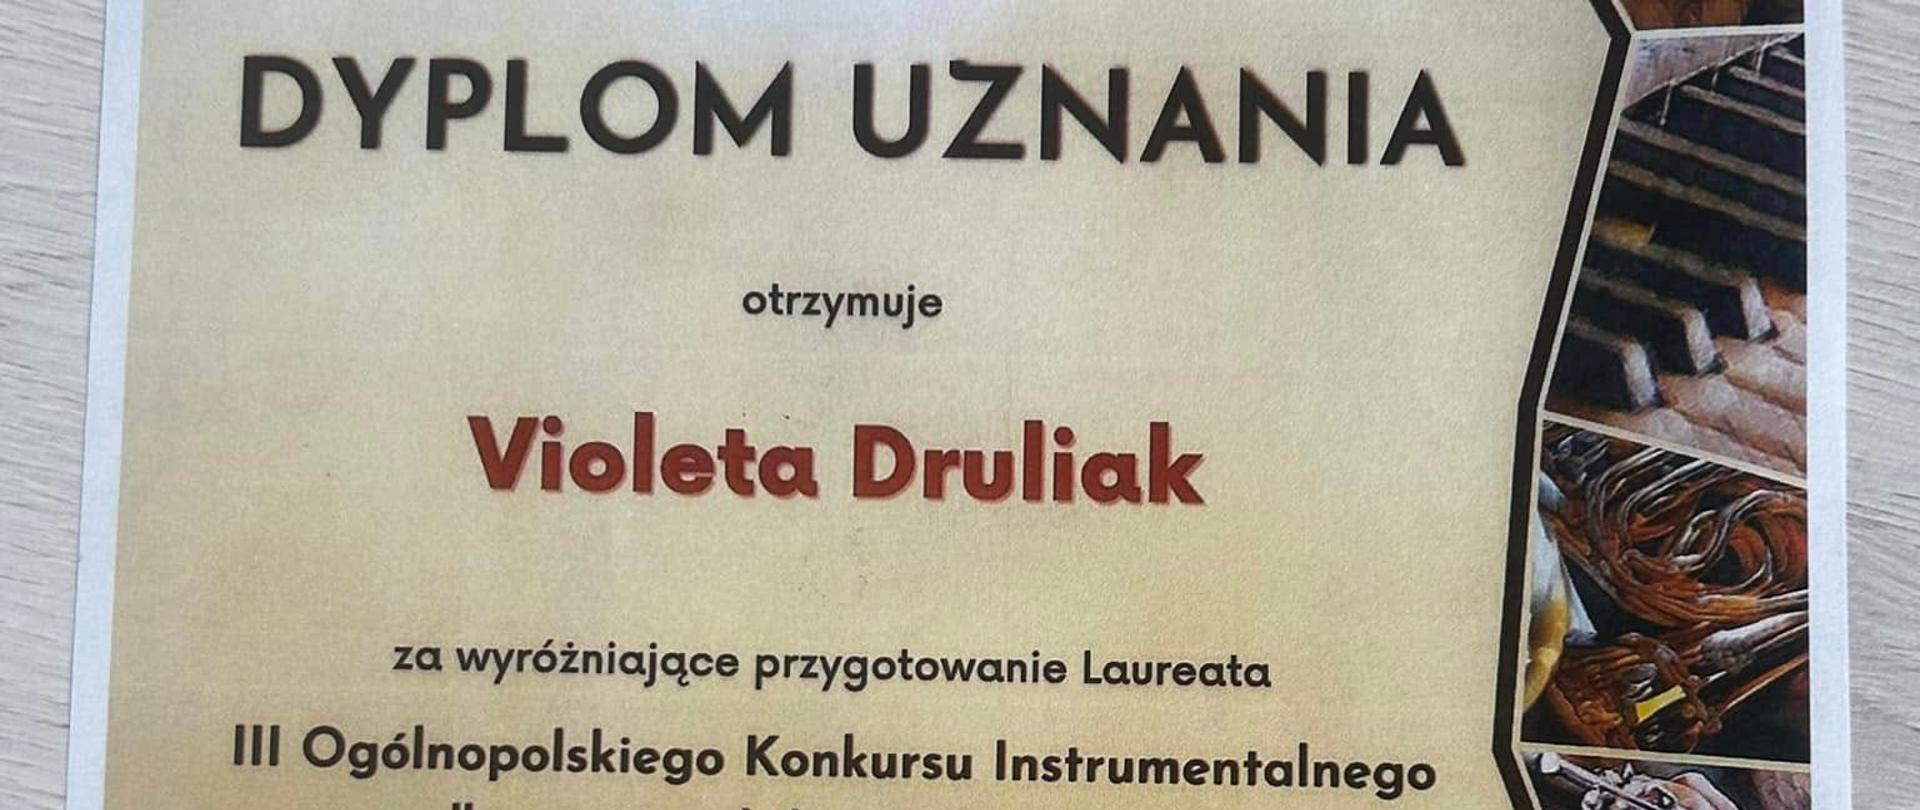 DYPLOM UZNANIA
otrzymuje
Violeta Druliak
za wyróżniające przygotowanie Laureata
III Ogólnopolskiego Konkursu Instrumentalnego